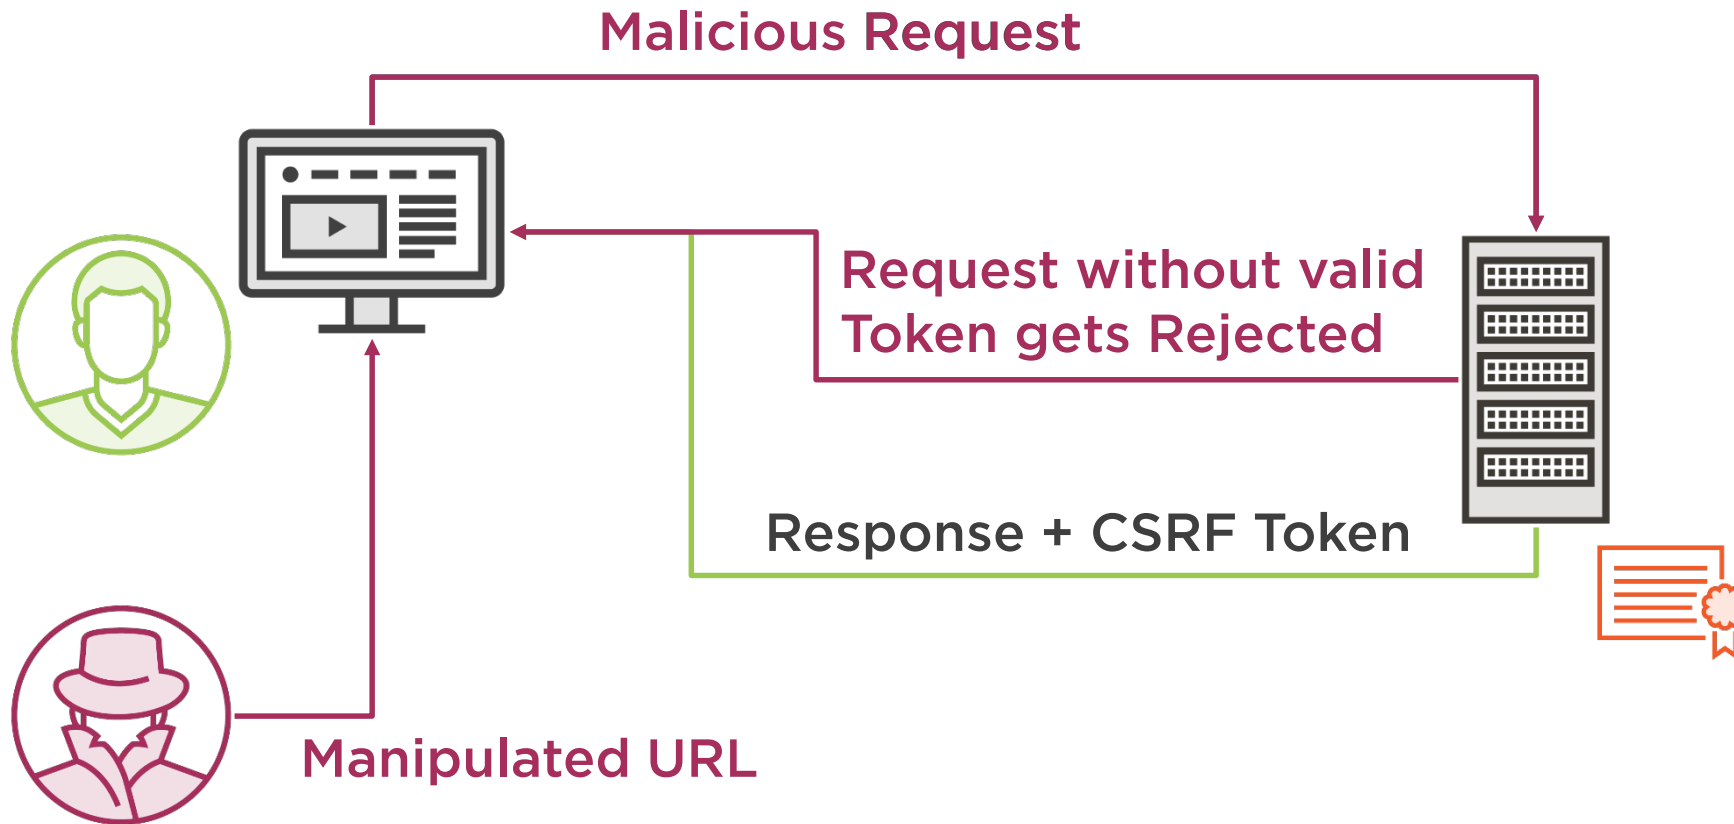 Malicious Request
Request without valid
Token gets Rejected
Response + CSRF Token
Manipulated URL